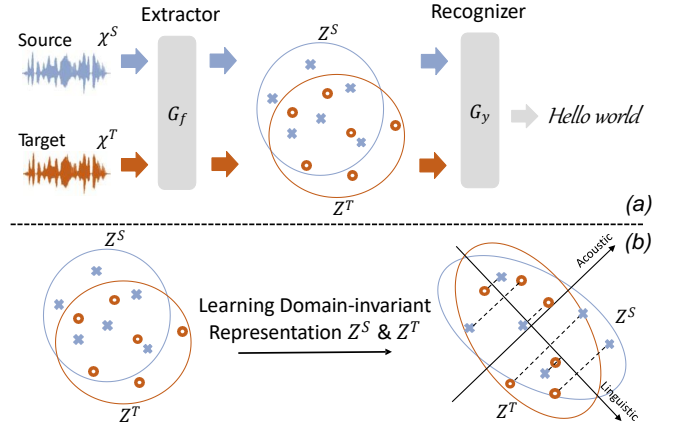 Extractor
Recognizer
Source χ^S
Z^S
G_f
G_y
Hello world
Target χ^T
Z^T
(a)
(b)
Z^S
Acoustic
Learning Domain-invariant
Representation Z^S & Z^T
Z^S
Z^T
Z^T
Linguistic